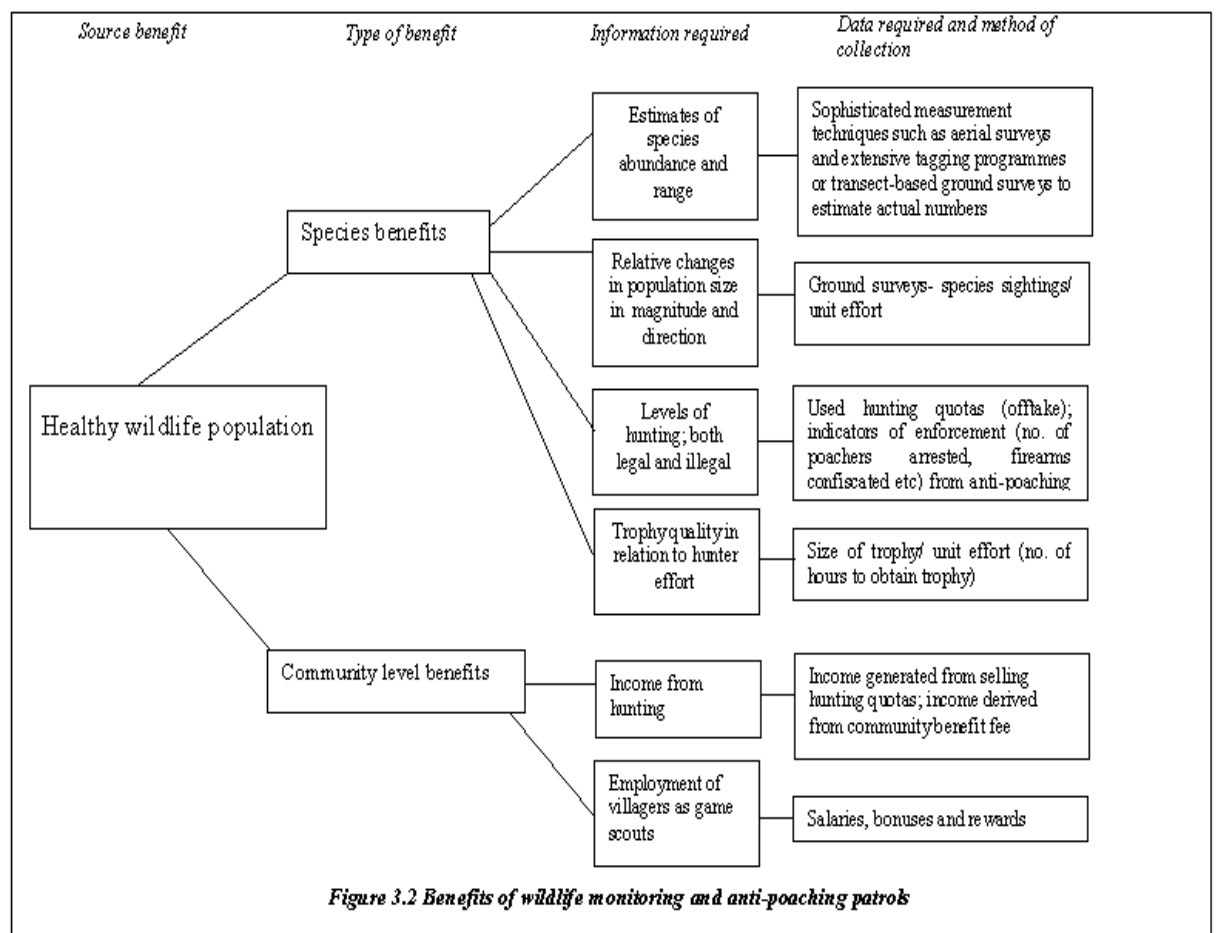 Source benefit
Type of benefit
Information required
Data required and method of
collection
Estimates of
species
abundance and
range
Sophisticated measurement
techniques such as aerial surveys
and extensive tagging programmes
or transect-based ground surveys to
estimate actual numbers
Species benefits
Relative changes
in population size
in magnitude and
direction
Ground surveys- species sightings/
unit effort
Healthy wildlife population
Levels of
hunting; both
legal and illegal
Used hunting quotas (offtake);
indicators of enforcement (no. of
poachers arrested, firearms
confiscated etc) from anti-poaching
Trophy quality in
relation to hunter
effort
Size of trophy/ unit effort (no. of
hours to obtain trophy)
Community level benefits
Income from
hunting
Income generated from selling
hunting quotas; income derived
from community benefit fee
Employment of
villagers as game
scouts
Salaries, bonuses and rewards
Figure 3.2 Benefits of wildlife monitoring and anti-poaching patrols